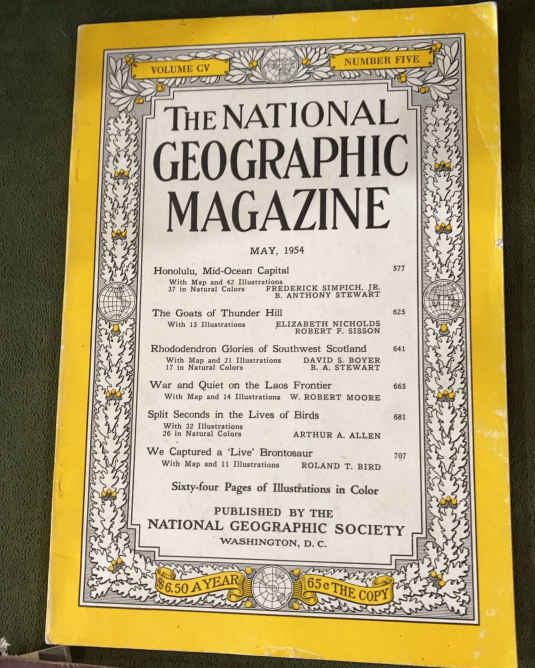 VOLUME CV
NUMBER FIVE
THE NATIONAL
GEOGRAPHIC
MAGAZINE
MAY, 1954
Honolulu, Mid-Ocean Capital 577
With Map and 42 Illustrations
37 in Natural Colors FREDERICK SIMPICH, JR.
B. ANTHONY STEWART
The Goats of Thunder Hill 625
With 15 Illustrations ELIZABETH NICHOLDS
ROBERT F. SISSON
Rhododendron Glories of Southwest Scotland 641
With Map and 21 Illustrations DAVID S. BOYER
17 in Natural Colors B. A. STEWART
War and Quiet on the Laos Frontier 665
With Map and 14 Illustrations W. ROBERT MOORE
Split Seconds in the Lives of Birds 681
With 32 Illustrations
26 in Natural Colors ARTHUR A. ALLEN
We Captured a 'Live' Brontosaur 707
With Map and 11 Illustrations ROLAND T. BIRD
Sixty-four Pages of Illustrations in Color
PUBLISHED BY THE
NATIONAL GEOGRAPHIC SOCIETY
WASHINGTON, D. C.
$6.50 A YEAR
65¢ THE COPY